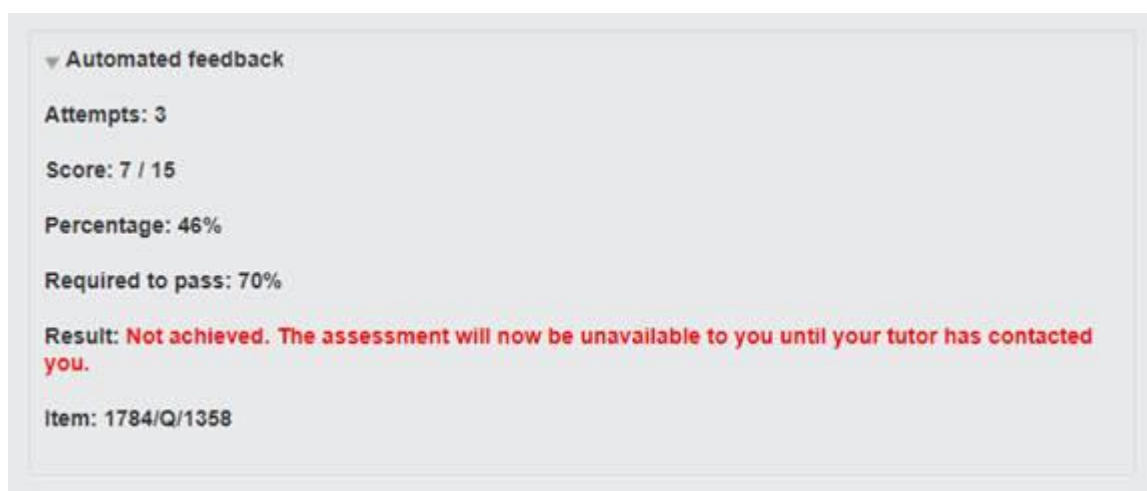 Automated feedback
Attempts: 3
Score: 7 / 15
Percentage: 46%
Required to pass: 70%
Result: Not achieved. The assessment will now be unavailable to you until your tutor has contacted
you.
Item: 1784/Q/1358